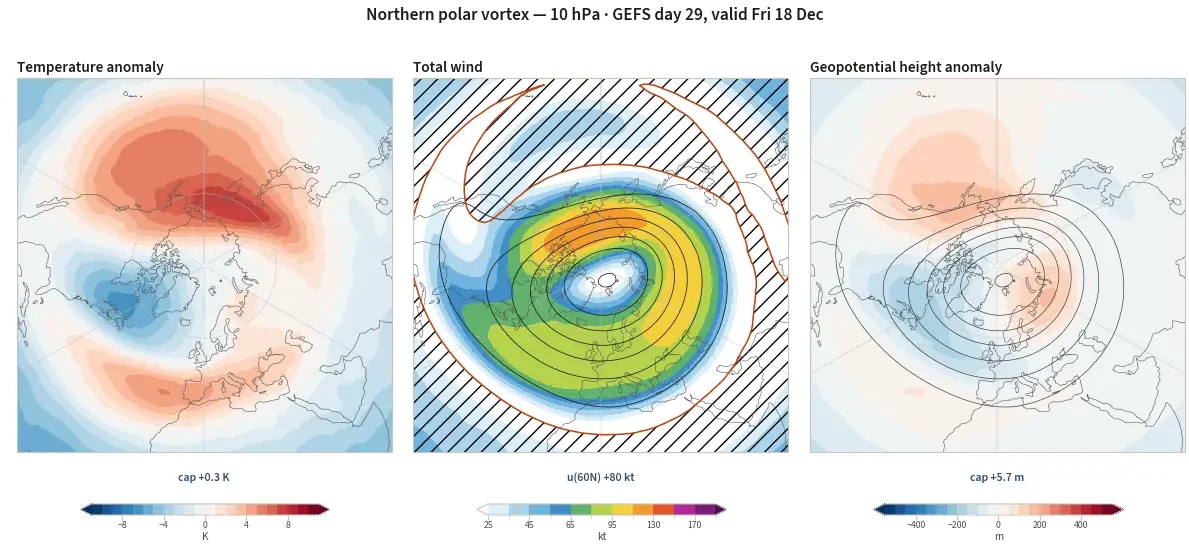 Northern polar vortex — 10 hPa · GEFS day 29, valid Fri 18 Dec
Temperature anomaly
Total wind
Geopotential height anomaly
cap +0.3 K
u(60N) +80 kt
cap +5.7 m
−8 −4 0 4 8
K
25 45 65 95 130 170
kt
−400 −200 0 200 400
m